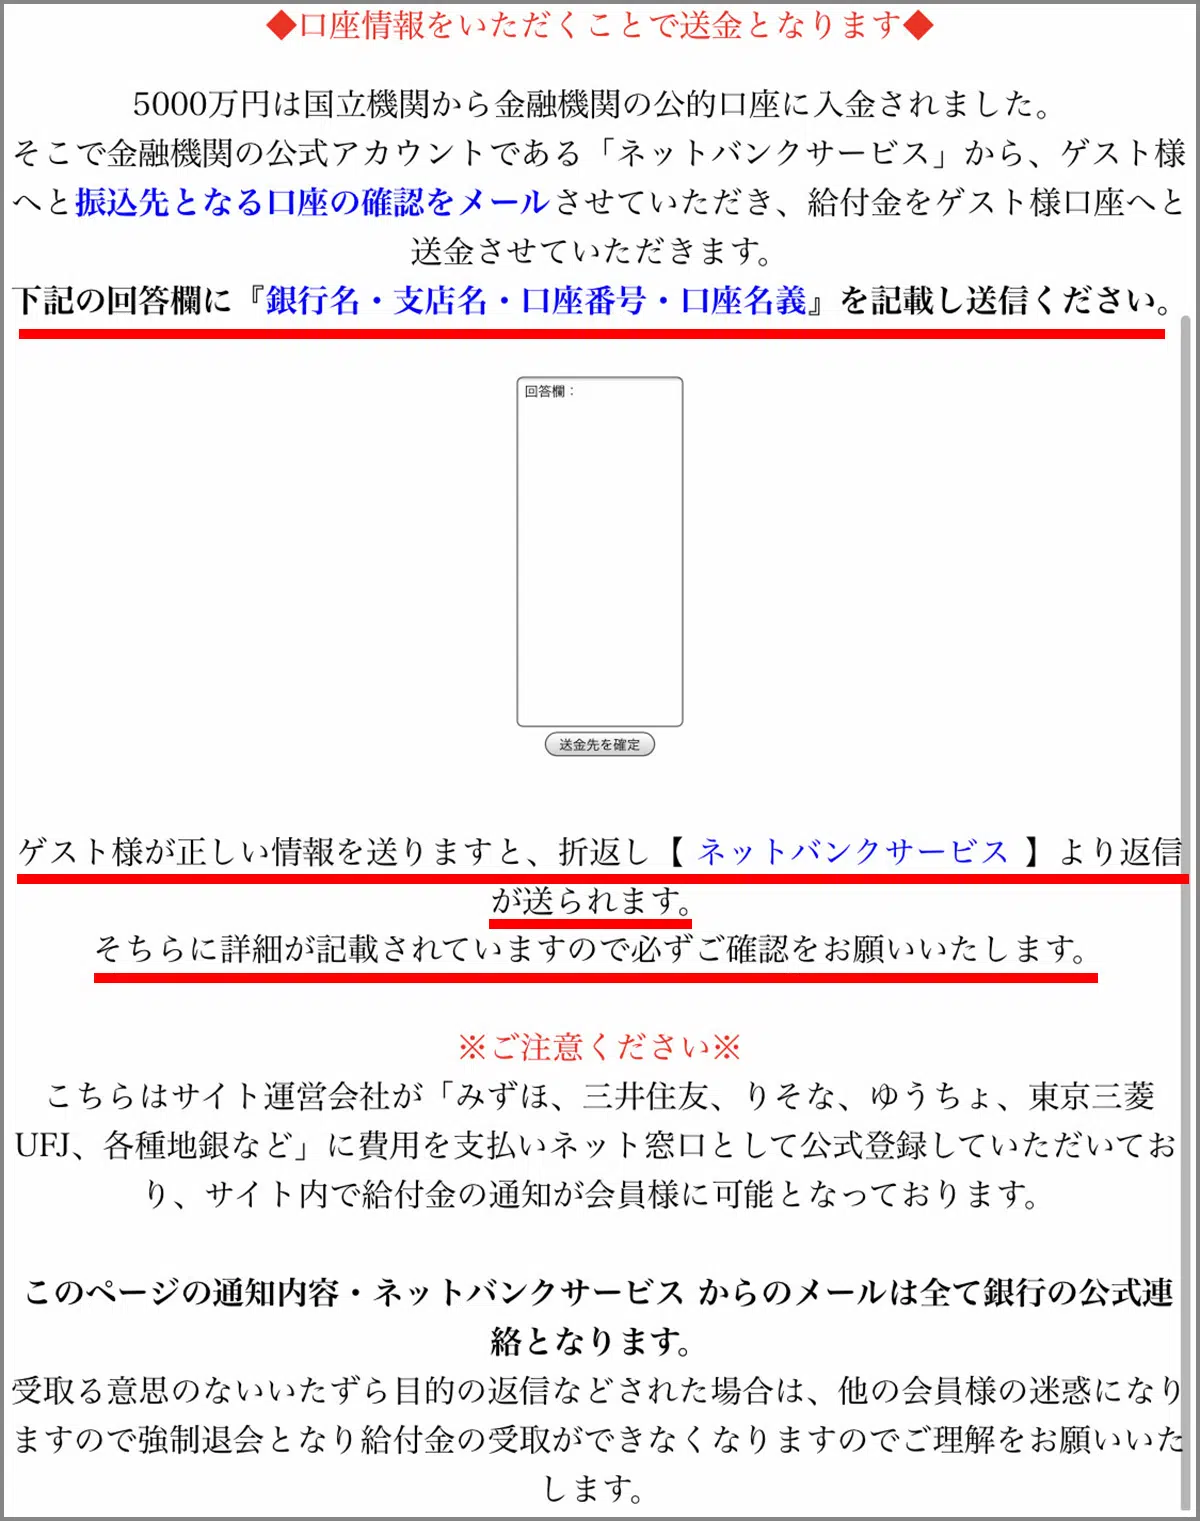 ◆口座情報をいただくことで送金となります◆
5000万円は国立機関から金融機関の公的口座に入金されました。
そこで金融機関の公式アカウントである「ネットバンクサービス」から、ゲスト様
へと振込先となる口座の確認をメールさせていただき、給付金をゲスト様口座へと
送金させていただきます。
下記の回答欄に『銀行名・支店名・口座番号・口座名義』を記載し送信ください。
回答欄：
送金先を確定
ゲスト様が正しい情報を送りますと、折返し【 ネットバンクサービス 】より返信
が送られます。
そちらに詳細が記載されていますので必ずご確認をお願いいたします。
※ご注意ください※
こちらはサイト運営会社が「みずほ、三井住友、りそな、ゆうちょ、東京三菱
UFJ、各種地銀など」に費用を支払いネット窓口として公式登録していただいてお
り、サイト内で給付金の通知が会員様に可能となっております。
このページの通知内容・ネットバンクサービス からのメールは全て銀行の公式連
絡となります。
受取る意思のないいたずら目的の返信などされた場合は、他の会員様の迷惑になり
ますので強制退会となり給付金の受取ができなくなりますのでご理解をお願いいた
します。